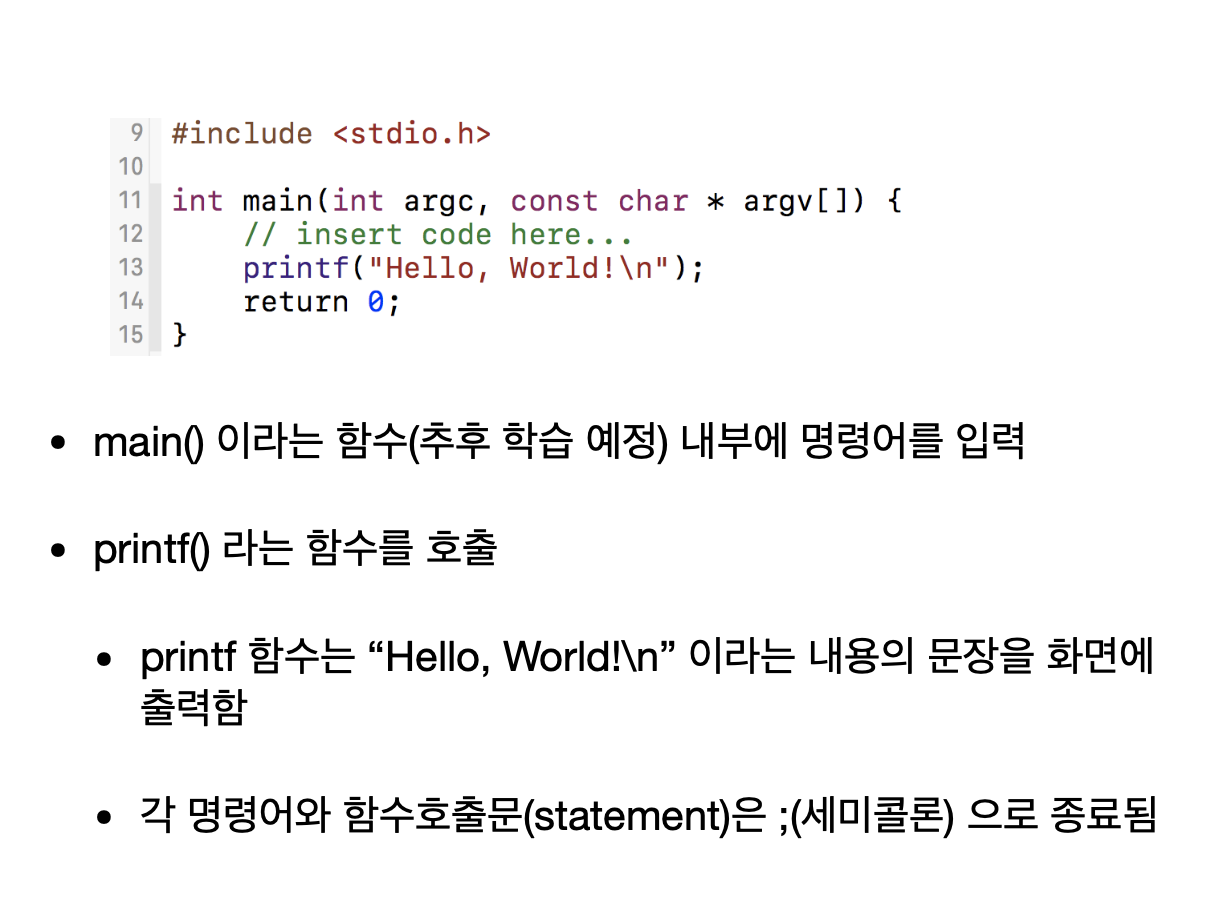 9 #include <stdio.h>
10
11 int main(int argc, const char * argv[]) {
12     // insert code here...
13     printf("Hello, World!\n");
14     return 0;
15 }
• main() 이라는 함수(추후 학습 예정) 내부에 명령어를 입력
• printf() 라는 함수를 호출
• printf 함수는 “Hello, World!\n” 이라는 내용의 문장을 화면에
출력함
• 각 명령어와 함수호출문(statement)은 ;(세미콜론) 으로 종료됨